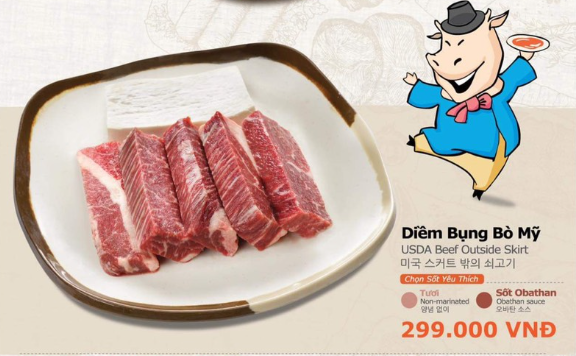 Diềm Bụng Bò Mỹ
USDA Beef Outside Skirt
미국 스커트 밖의 쇠고기
Chọn Sốt Yêu Thích
Tươi
Non-marinated
양념 없이
Sốt Obathan
Obathan sauce
오바탄 소스
299.000 VNĐ